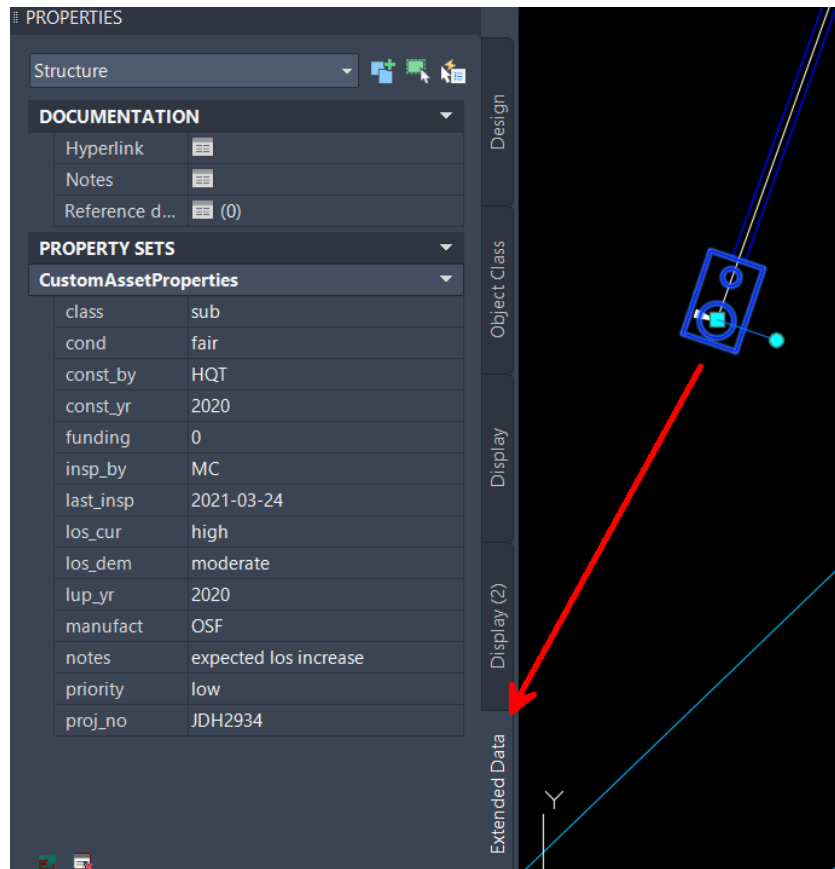 PROPERTIES
Structure
DOCUMENTATION
Hyperlink
Notes
Reference d... (0)
PROPERTY SETS
CustomAssetProperties
class sub
cond fair
const_by HQT
const_yr 2020
funding 0
insp_by MC
last_insp 2021-03-24
los_cur high
los_dem moderate
lup_yr 2020
manufact OSF
notes expected los increase
priority low
proj_no JDH2934
Design
Object Class
Display
Display (2)
Extended Data
Y